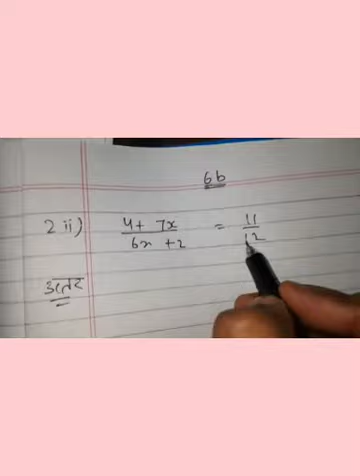 6b
2 ii) 4 + 7x / 6x + 2 = 11 / 12
उत्तर